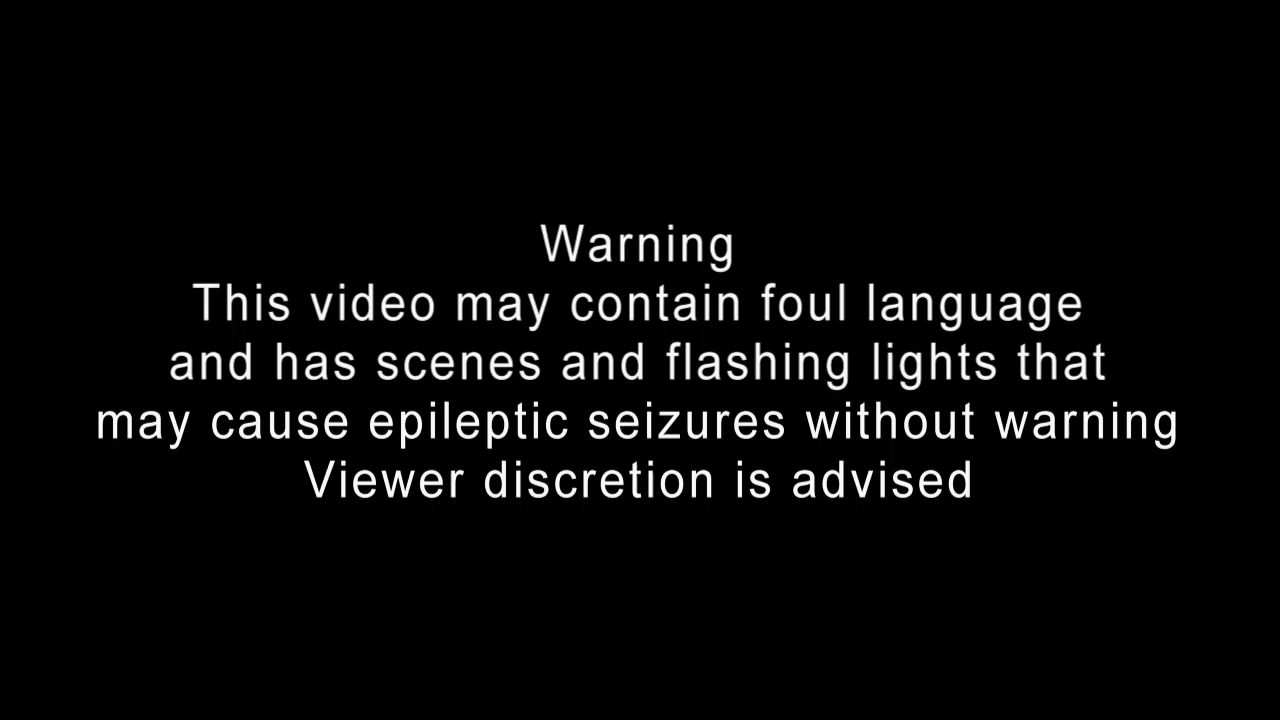 Warning
This video may contain foul language
and has scenes and flashing lights that
may cause epileptic seizures without warning
Viewer discretion is advised